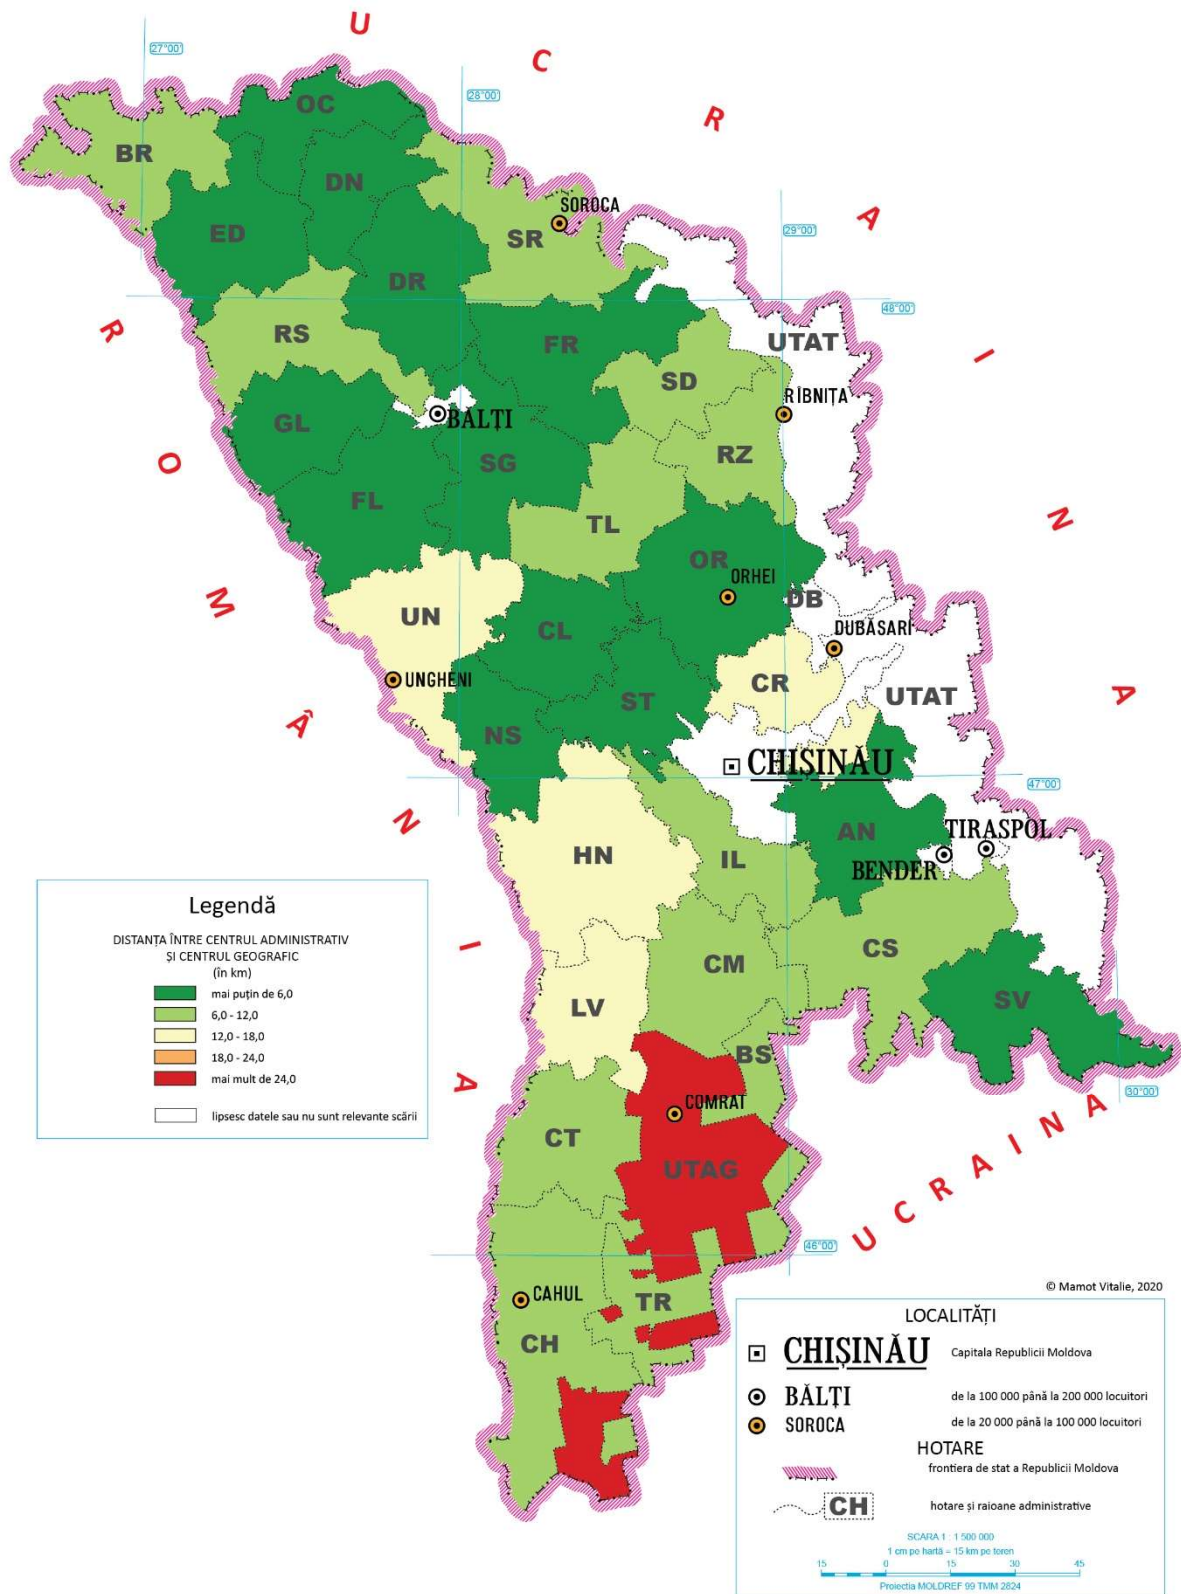 U C R A I N A
27°00'
28°00'
OC
BR
DN
SOROCA
ED
SR
29°00'
DR
48°00'
RS
FR
UTAT
SD
RÎBNIȚA
GL
BĂLȚI
SG
RZ
FL
TL
OR
ORHEI
DB
UN
CL
DUBĂSARI
UNGHENI
CR
UTAT
ST
NS
CHIȘINĂU
47°00'
AN
TIRASPOL
HN
IL
BENDER
CS
CM
SV
LV
BS
30°00'
COMRAT
CT
UTAG
46°00'
CAHUL
TR
CH
R O M Â N I A
U C R A I N A
Legendă
DISTANȚA ÎNTRE CENTRUL ADMINISTRATIV
ȘI CENTRUL GEOGRAFIC
(în km)
mai puțin de 6,0
6,0 - 12,0
12,0 - 18,0
18,0 - 24,0
mai mult de 24,0
lipsesc datele sau nu sunt relevante scării
© Mamot Vitalie, 2020
LOCALITĂȚI
CHIȘINĂU Capitala Republicii Moldova
BĂLȚI de la 100 000 până la 200 000 locuitori
SOROCA de la 20 000 până la 100 000 locuitori
HOTARE
frontiera de stat a Republicii Moldova
CH hotare și raioane administrative
SCARA 1 : 1 500 000
1 cm pe hartă = 15 km pe teren
15 0 15 30 45
Proiectia MOLDREF 99 TMM 2824